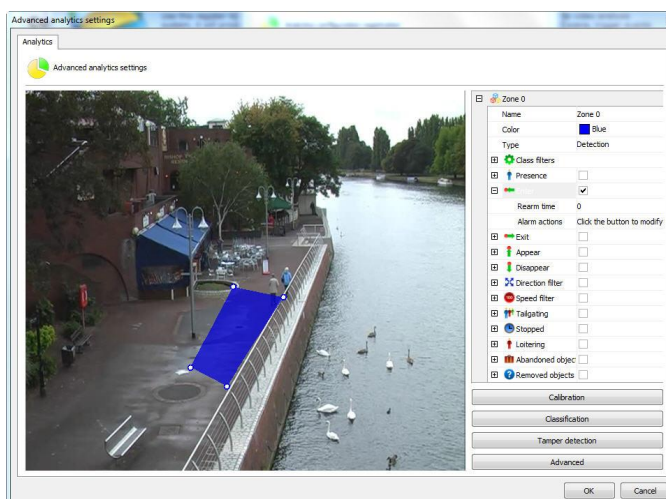 Advanced analytics settings
Analytics
Advanced analytics settings
Zone 0
Name Zone 0
Color Blue
Type Detection
Class filters
Presence
Rearm time 0
Alarm actions Click the button to modify
Exit
Appear
Disappear
Direction filter
Speed filter
Tailgating
Stopped
Loitering
Abandoned objec
Removed objects
Calibration
Classification
Tamper detection
Advanced
OK Cancel